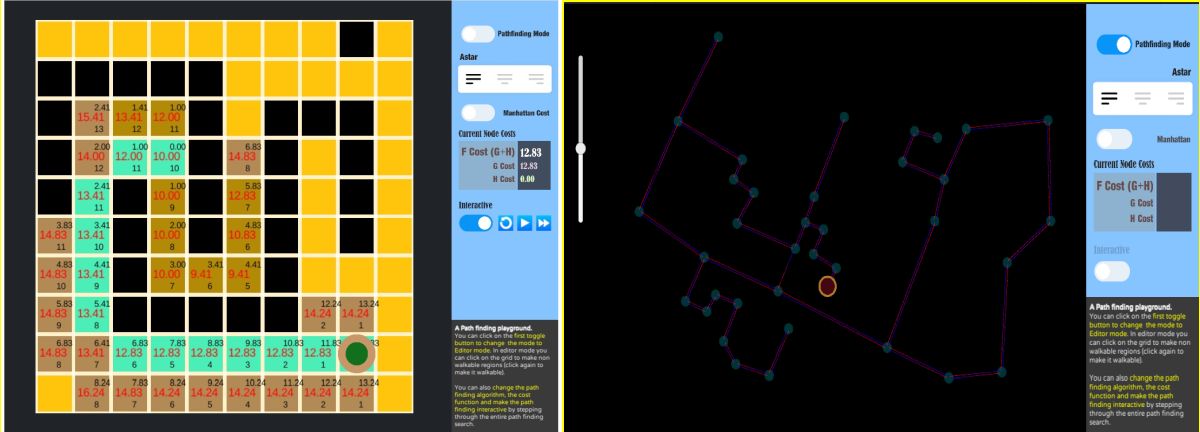 2.41 1.41 1.00
15.41 13.41 12.00
13 12 11
2.00 1.00 0.00 6.83
14.00 12.00 10.00 14.83
12 11 10 8
2.41 1.00 5.83
13.41 10.00 12.83
11 9 7
3.83 3.41 2.00 4.83
14.83 13.41 10.00 10.83
11 10 8 6
4.83 4.41 3.00 3.41 4.41
14.83 13.41 10.00 9.41 9.41
10 9 7 6 5
5.83 5.41 12.24 13.24
14.83 13.41 14.24 14.24
9 8 2 1
6.83 6.41 6.83 7.83 8.83 9.83 10.83
14.83 13.41 12.83 12.83 12.83 12.83 12.83 12.83
8 7 6 5 4 3 2 1
8.24 7.83 8.24 9.24 10.24 11.24 12.24 13.24
16.24 14.83 14.24 14.24 14.24 14.24 14.24 14.24
8 7 6 5 4 3 2 1
Pathfinding Mode
Astar
Manhattan Cost
Current Node Costs
F Cost (G+H) 12.83
G Cost 12.83
H Cost 0.00
Interactive
A Path finding playground.
You can click on the first toggle
button to change the mode to
Editor mode. In editor mode you
can click on the grid to make non
walkable regions (click again to
make it walkable).
You can also change the path
finding algorithm, the cost
function and make the path
finding interactive by stepping
through the entire path finding
search.
Pathfinding Mode
Astar
Manhattan
Current Node Costs
F Cost (G+H)
G Cost
H Cost
Interactive
A Path finding playground.
You can click on the first toggle
button to change the mode to
Editor mode. In editor mode you
can click on the grid to make non
walkable regions (click again to
make it walkable).
You can also change the path
finding algorithm, the cost
function and make the path
finding interactive by stepping
through the entire path finding
search.